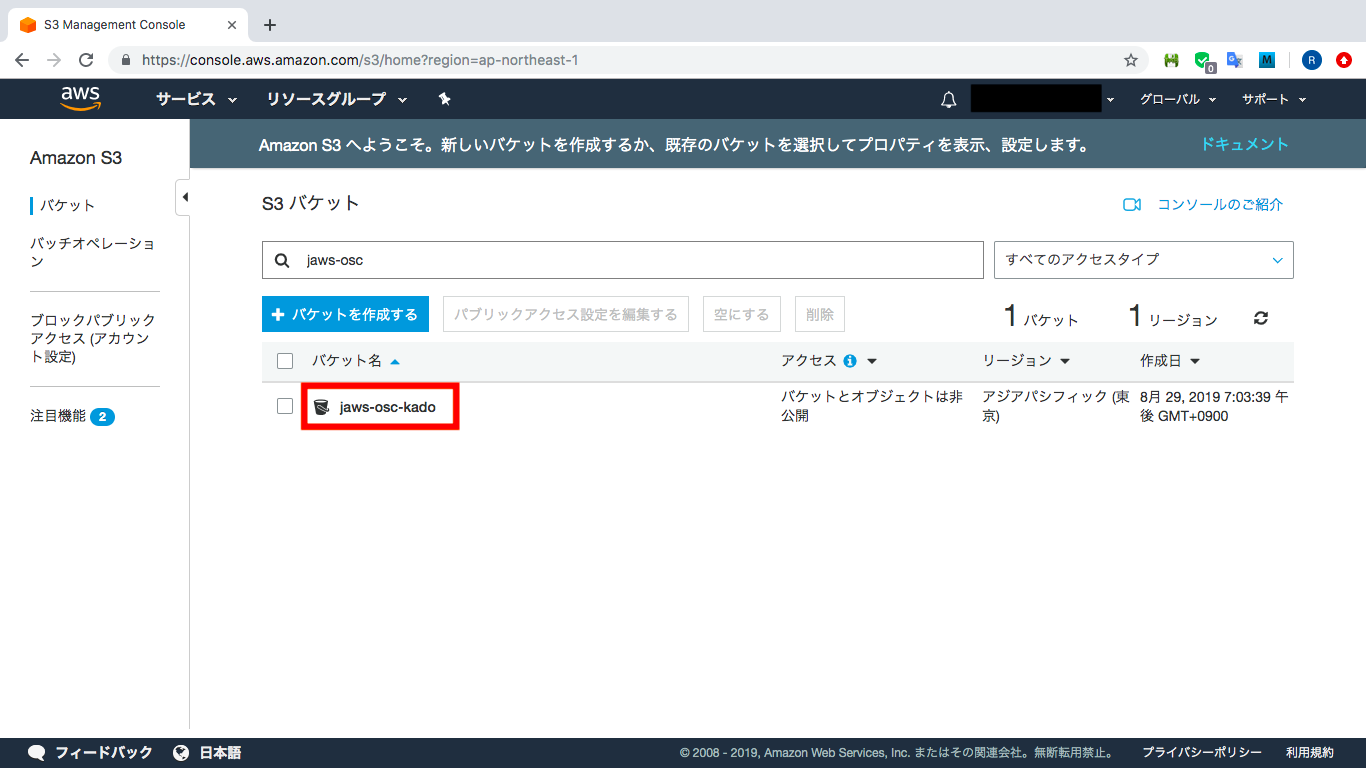 S3 Management Console
https://console.aws.amazon.com/s3/home?region=ap-northeast-1
0
M
R
aws
サービス
リソースグループ
グローバル
サポート
Amazon S3 へようこそ。新しいバケットを作成するか、既存のバケットを選択してプロパティを表示、設定します。
ドキュメント
Amazon S3
バケット
バッチオペレーショ
ン
ブロックパブリック
アクセス (アカウン
ト設定)
注目機能 2
S3 バケット
コンソールのご紹介
jaws-osc
すべてのアクセスタイプ
+ バケットを作成する
パブリックアクセス設定を編集する
空にする
削除
1 バケット
1 リージョン
バケット名
アクセス
リージョン
作成日
jaws-osc-kado
バケットとオブジェクトは非
公開
アジアパシフィック (東
京)
8月 29, 2019 7:03:39 午
後 GMT+0900
フィードバック
日本語
© 2008 - 2019, Amazon Web Services, Inc. またはその関連会社。無断転用禁止。
プライバシーポリシー
利用規約